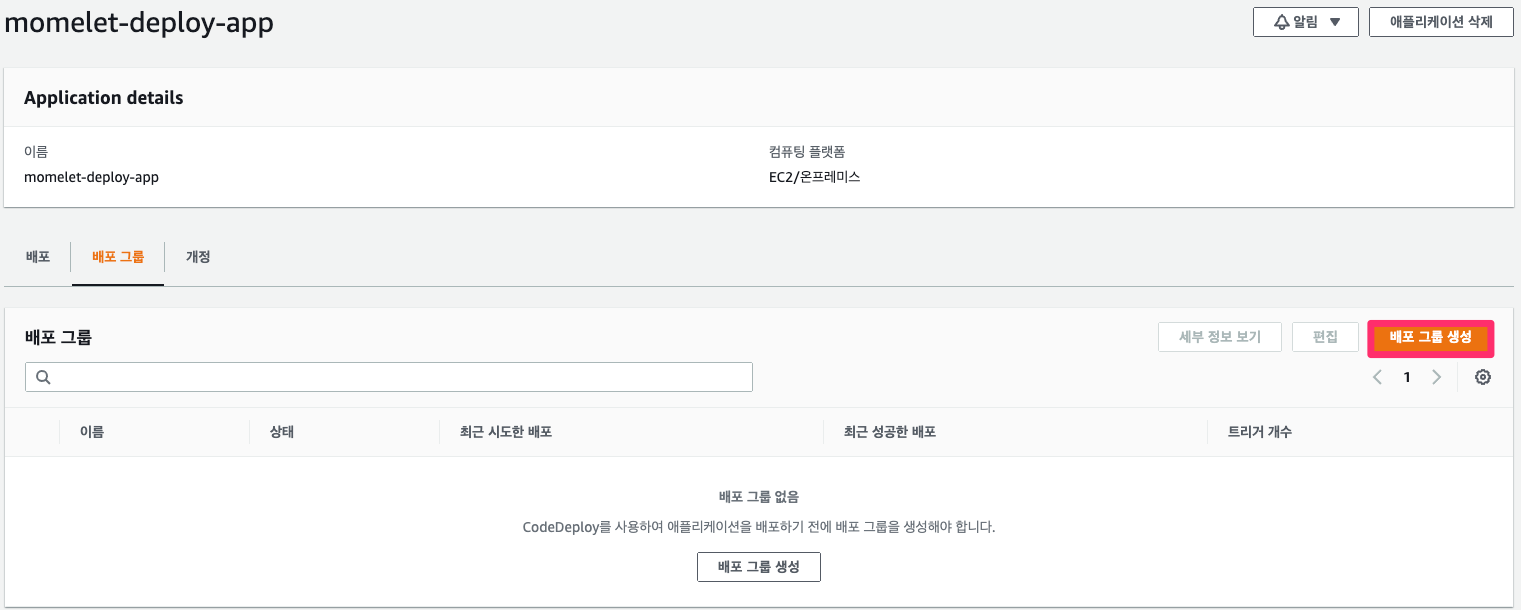 momelet-deploy-app
알림
애플리케이션 삭제
Application details
이름
컴퓨팅 플랫폼
momelet-deploy-app
EC2/온프레미스
배포
배포 그룹
개정
배포 그룹
세부 정보 보기
편집
배포 그룹 생성
1
이름
상태
최근 시도한 배포
최근 성공한 배포
트리거 개수
배포 그룹 없음
CodeDeploy를 사용하여 애플리케이션을 배포하기 전에 배포 그룹을 생성해야 합니다.
배포 그룹 생성